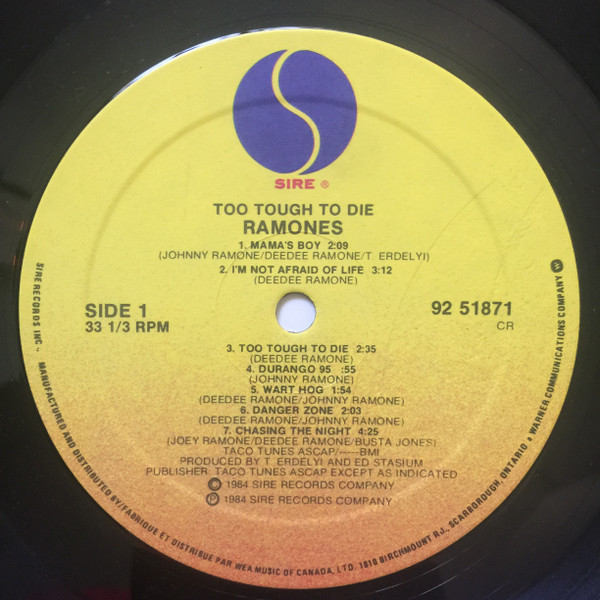 SIRE ®
TOO TOUGH TO DIE
RAMONES
1. MAMA'S BOY 2:09
(JOHNNY RAMONE/DEEDEE RAMONE/T. ERDELYI)
2. I'M NOT AFRAID OF LIFE 3:12
(DEEDEE RAMONE)
SIDE 1
33 1/3 RPM
92 51871
CR
3. TOO TOUGH TO DIE 2:35
(DEEDEE RAMONE)
4. DURANGO 95 :55
(JOHNNY RAMONE)
5. WART HOG 1:54
(DEEDEE RAMONE/JOHNNY RAMONE)
6. DANGER ZONE 2:03
(DEEDEE RAMONE/JOHNNY RAMONE)
7. CHASING THE NIGHT 4:25
(JOEY RAMONE/DEEDEE RAMONE/BUSTA JONES)
TACO TUNES ASCAP/-----BMI
PRODUCED BY T. ERDELYI AND ED STASIUM
PUBLISHER: TACO TUNES ASCAP EXCEPT AS INDICATED
© 1984 SIRE RECORDS COMPANY
℗ 1984 SIRE RECORDS COMPANY
SIRE RECORDS INC., MANUFACTURED AND DISTRIBUTED BY/FABRIQUE ET DISTRIBUE PAR WEA MUSIC OF CANADA, LTD. 1810 BIRCHMOUNT RD., SCARBOROUGH, ONTARIO a WARNER COMMUNICATIONS COMPANY